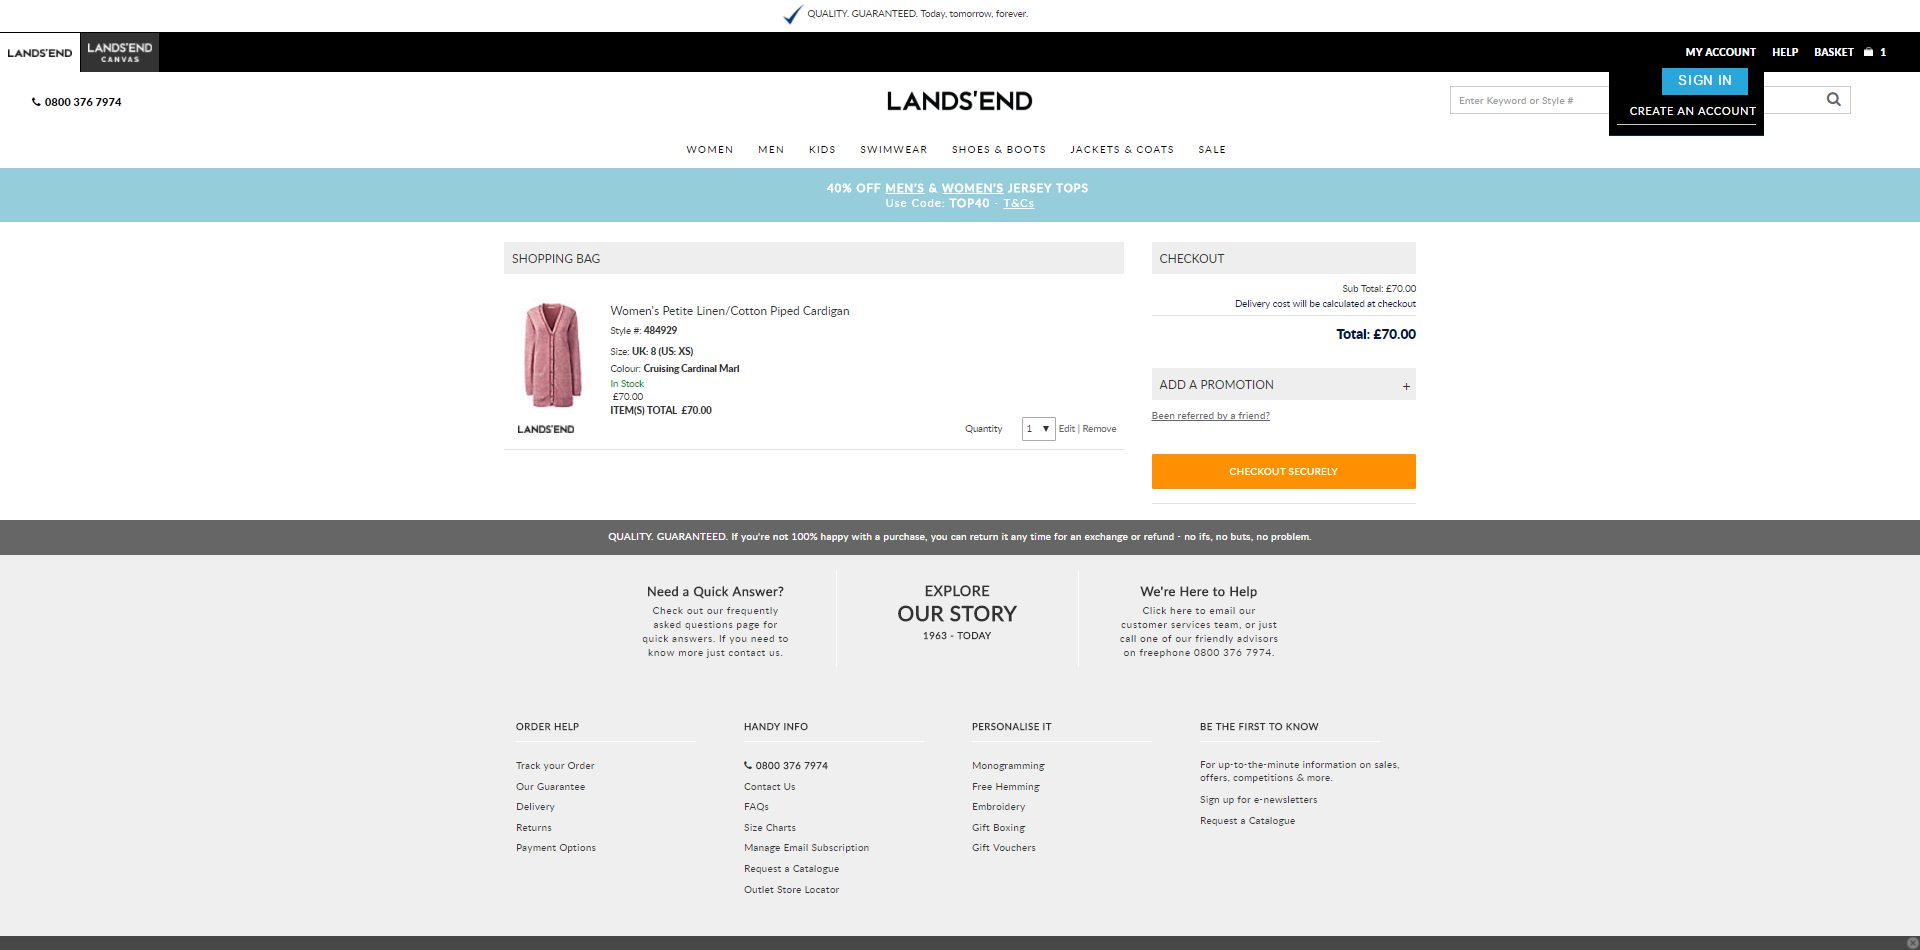 QUALITY. GUARANTEED. Today, tomorrow, forever.
LANDS'END
LANDS'END
CANVAS
MY ACCOUNT
HELP
BASKET 1
SIGN IN
CREATE AN ACCOUNT
0800 376 7974
LANDS'END
Enter Keyword or Style #
WOMEN MEN KIDS SWIMWEAR SHOES & BOOTS JACKETS & COATS SALE
40% OFF MEN'S & WOMEN'S JERSEY TOPS
Use Code: TOP40 - T&Cs
SHOPPING BAG
Women's Petite Linen/Cotton Piped Cardigan
Style #: 484929
Size: UK: 8 (US: XS)
Colour: Cruising Cardinal Marl
In Stock
£70.00
ITEM(S) TOTAL £70.00
LANDS'END
Quantity 1 ▼ Edit | Remove
CHECKOUT
Sub Total: £70.00
Delivery cost will be calculated at checkout
Total: £70.00
ADD A PROMOTION +
Been referred by a friend?
CHECKOUT SECURELY
QUALITY. GUARANTEED. If you're not 100% happy with a purchase, you can return it any time for an exchange or refund - no ifs, no buts, no problem.
Need a Quick Answer?
Check out our frequently
asked questions page for
quick answers. If you need to
know more just contact us.
EXPLORE
OUR STORY
1963 - TODAY
We're Here to Help
Click here to email our
customer services team, or just
call one of our friendly advisors
on freephone 0800 376 7974.
ORDER HELP
Track your Order
Our Guarantee
Delivery
Returns
Payment Options
HANDY INFO
0800 376 7974
Contact Us
FAQs
Size Charts
Manage Email Subscription
Request a Catalogue
Outlet Store Locator
PERSONALISE IT
Monogramming
Free Hemming
Embroidery
Gift Boxing
Gift Vouchers
BE THE FIRST TO KNOW
For up-to-the-minute information on sales,
offers, competitions & more.
Sign up for e-newsletters
Request a Catalogue